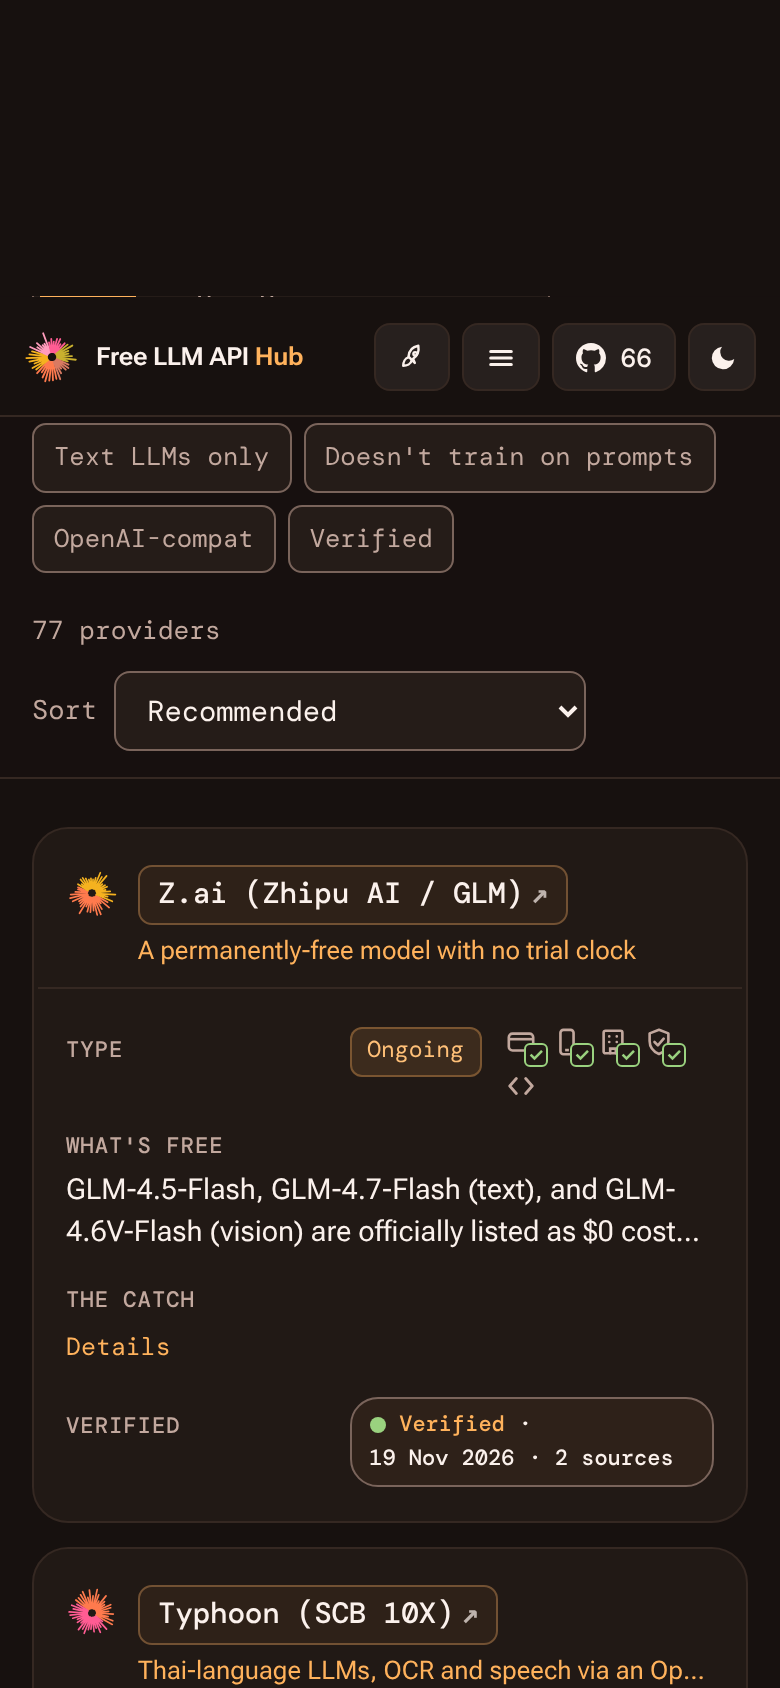 Free LLM API Hub
66
Text LLMs only
Doesn't train on prompts
OpenAI-compat
Verified
77 providers
Sort
Recommended
Z.ai (Zhipu AI / GLM) ↗
A permanently-free model with no trial clock
TYPE
Ongoing
WHAT'S FREE
GLM-4.5-Flash, GLM-4.7-Flash (text), and GLM-
4.6V-Flash (vision) are officially listed as $0 cost...
THE CATCH
Details
VERIFIED
Verified ·
19 Nov 2026 · 2 sources
Typhoon (SCB 10X) ↗
Thai-language LLMs, OCR and speech via an Op...